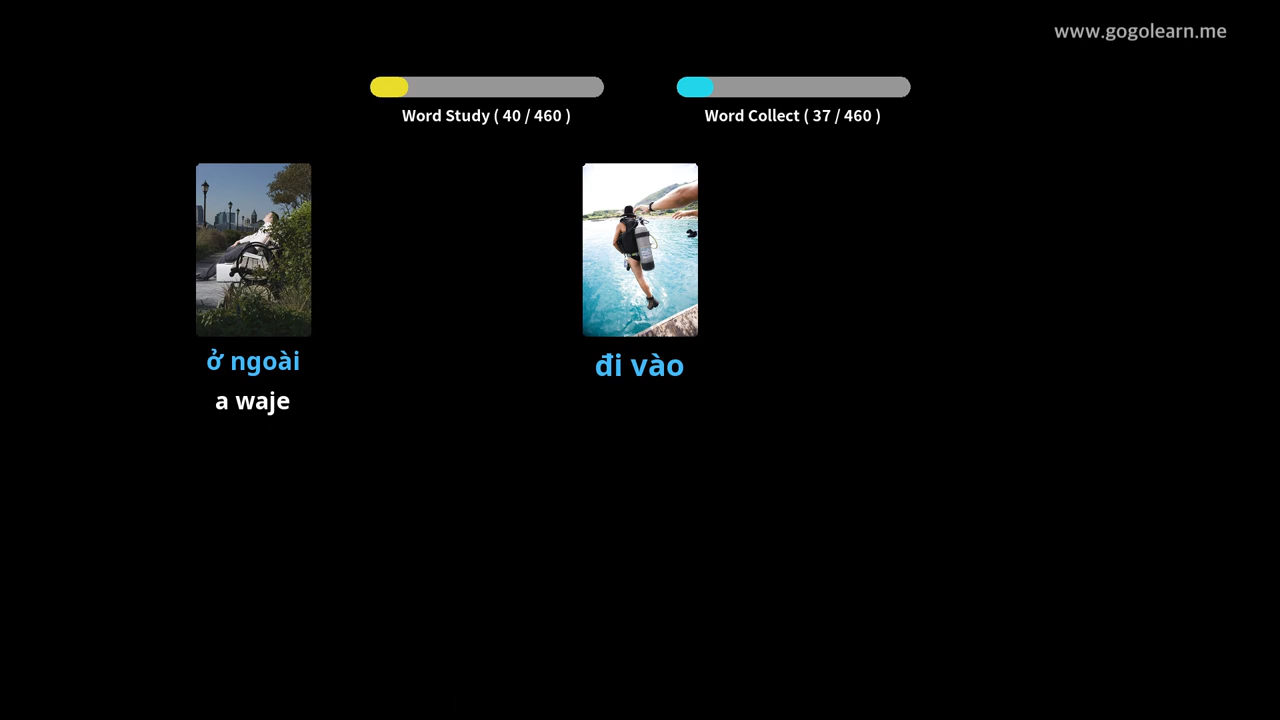 www.gogolearn.me
Word Study ( 40 / 460 )
Word Collect ( 37 / 460 )
ở ngoài
a waje
đi vào